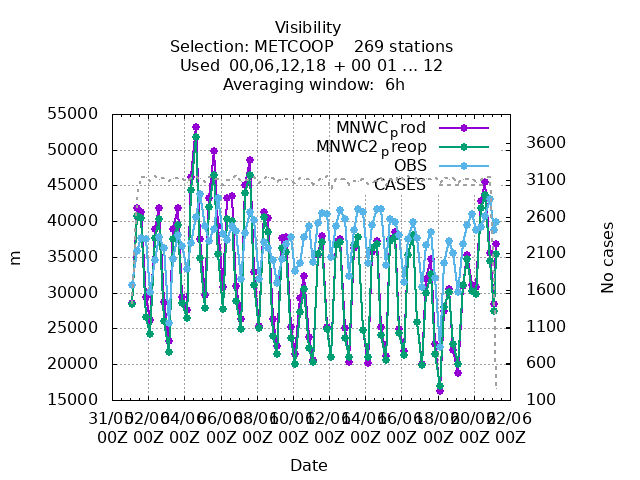 Visibility
Selection: METCOOP    269 stations
Used  00,06,12,18 + 00 01 ... 12
Averaging window:  6h
55000
50000
45000
40000
35000
30000
25000
20000
15000
3600
3100
2600
2100
1600
1100
600
100
MNWCprod
MNWC2preop
OBS
CASES
m
No cases
31/05 02/06 04/06 06/06 08/06 10/06 12/06 14/06 16/06 18/06 20/06 22/06
00Z 00Z 00Z 00Z 00Z 00Z 00Z 00Z 00Z 00Z 00Z 00Z
Date